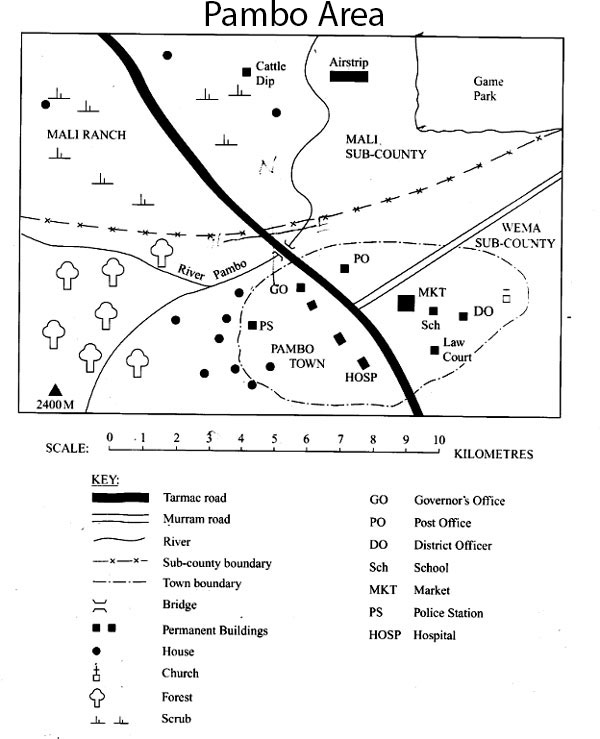 Pambo Area
Cattle
Dip
Airstrip
Game
Park
MALI RANCH
MALI
SUB-COUNTY
N
WEMA
SUB-COUNTY
River Pambo
PO
GO
MKT
Sch
DO
PS
PAMBO
TOWN
Law
Court
HOSP
2400M
SCALE: 0 1 2 3 4 5 6 7 8 9 10 KILOMETRES
KEY:
Tarmac road
Murram road
River
Sub-county boundary
Town boundary
Bridge
Permanent Buildings
House
Church
Forest
Scrub
GO Governor's Office
PO Post Office
DO District Officer
Sch School
MKT Market
PS Police Station
HOSP Hospital